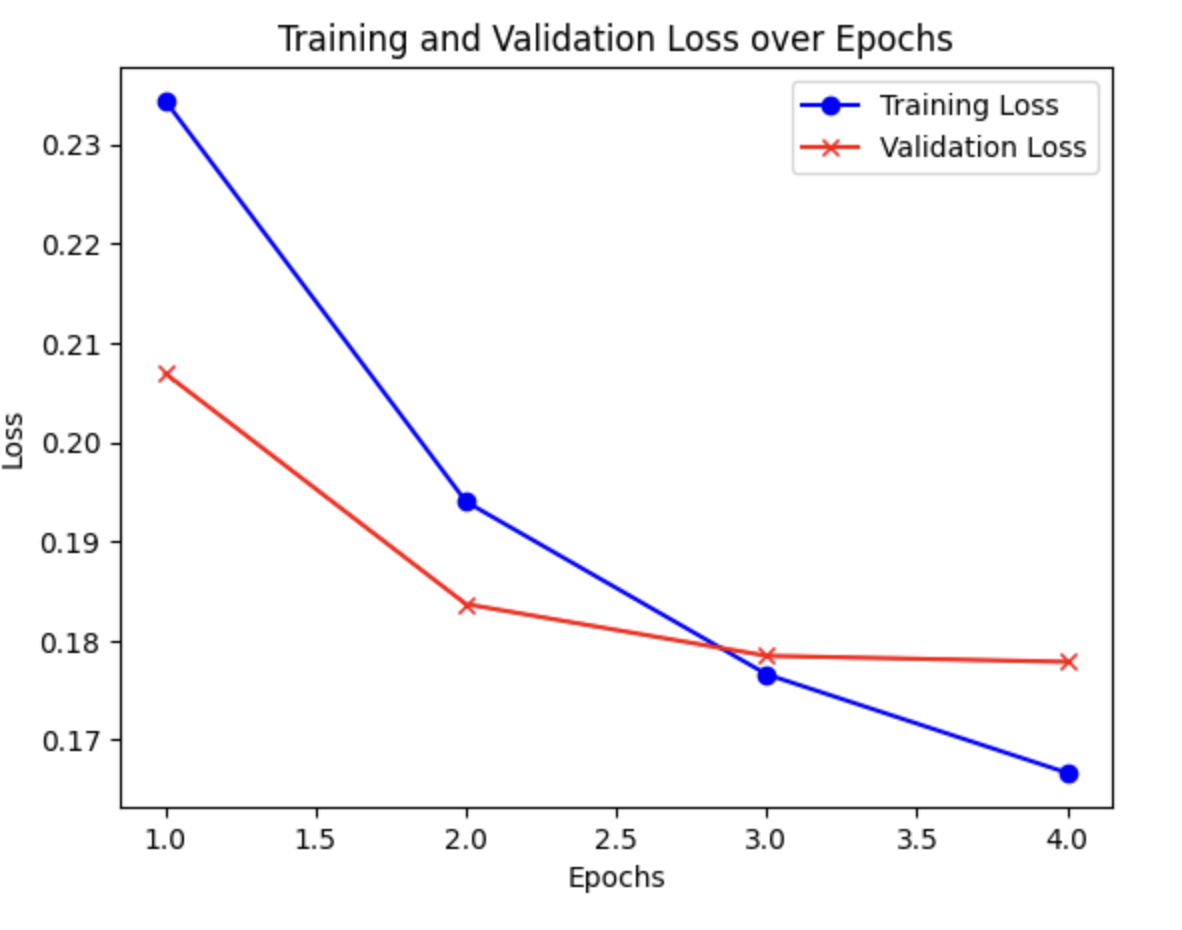 Training and Validation Loss over Epochs
Training Loss
Validation Loss
0.23
0.22
0.21
0.20
0.19
0.18
0.17
Loss
1.0 1.5 2.0 2.5 3.0 3.5 4.0
Epochs